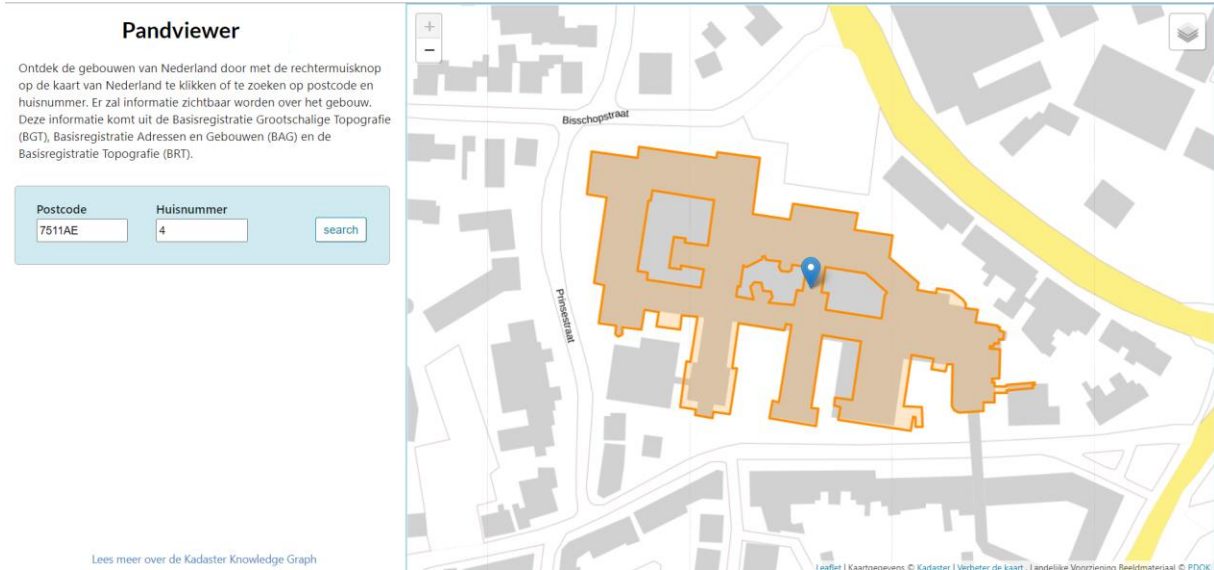 Pandviewer
Ontdek de gebouwen van Nederland door met de rechtermuisknop
op de kaart van Nederland te klikken of te zoeken op postcode en
huisnummer. Er zal informatie zichtbaar worden over het gebouw.
Deze informatie komt uit de Basisregistratie Grootschalige Topografie
(BGT), Basisregistratie Adressen en Gebouwen (BAG) en de
Basisregistratie Topografie (BRT).
Postcode
Huisnummer
7511AE
4
search
Lees meer over de Kadaster Knowledge Graph
+
−
Bisschopstraat
Prinsestraat
Leaflet | Kaartgegevens © Kadaster | Verbeter de kaart, Landelijke Voorziening Beeldmateriaal © PDOK